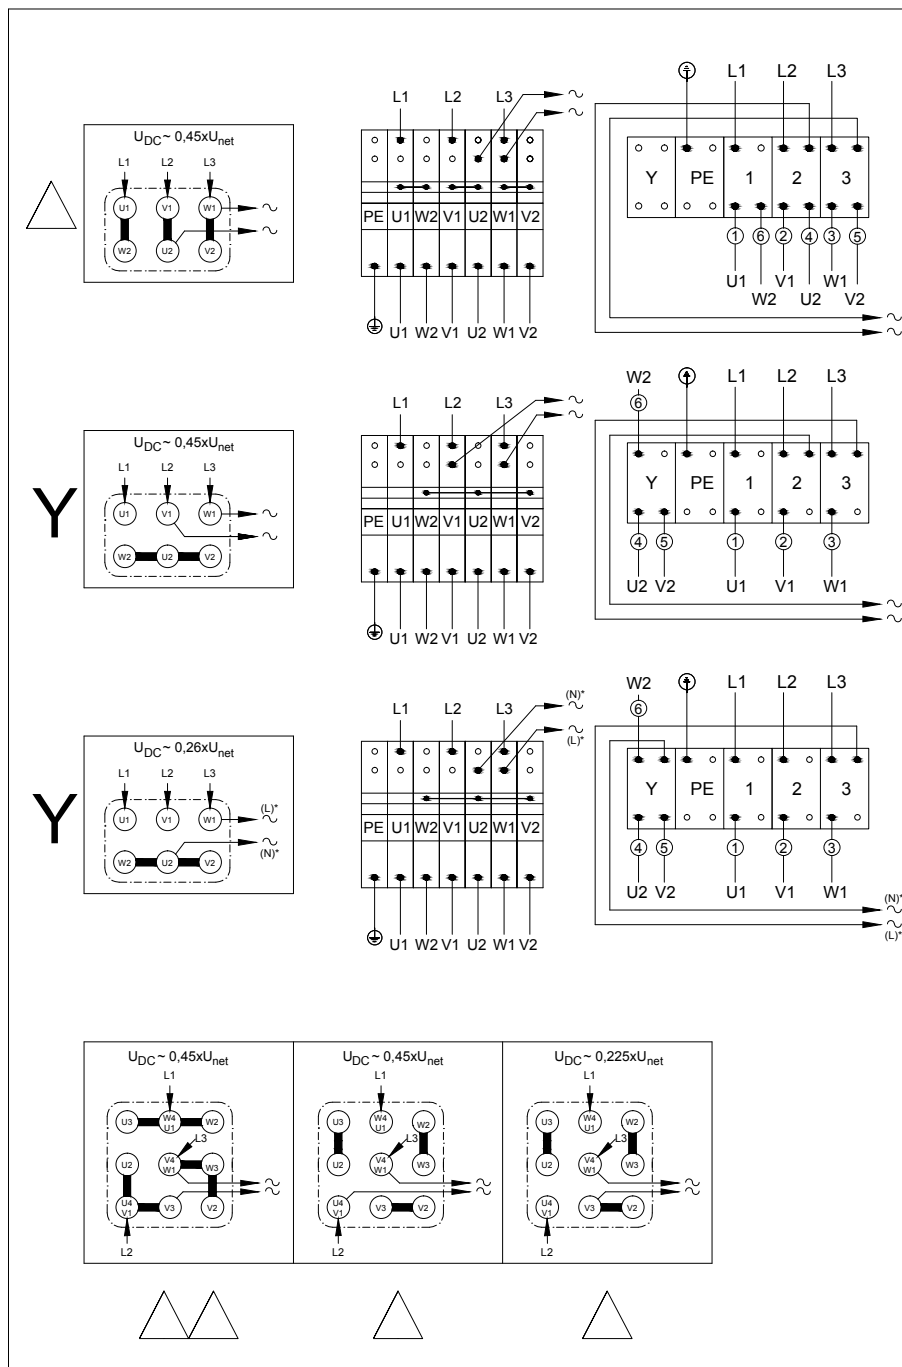 U_DC ~ 0,45xU_net
L1 L2 L3
U1 V1 W1
W2 U2 V2
L1 L2 L3
PE U1 W2 V1 U2 W1 V2
U1 W2 V1 U2 W1 V2
L1 L2 L3
Y PE 1 2 3
1 6 2 4 3 5
U1 V1 W1
W2 U2 V2
Y
U_DC ~ 0,45xU_net
L1 L2 L3
U1 V1 W1
W2 U2 V2
L1 L2 L3
PE U1 W2 V1 U2 W1 V2
U1 W2 V1 U2 W1 V2
W2 L1 L2 L3
6
Y PE 1 2 3
4 5 1 2 3
U2 V2 U1 V1 W1
Y
U_DC ~ 0,26xU_net
L1 L2 L3
U1 V1 W1 (L)*
W2 U2 V2 (N)*
(N)*
L1 L2 L3
(L)*
PE U1 W2 V1 U2 W1 V2
U1 W2 V1 U2 W1 V2
W2 L1 L2 L3
6
Y PE 1 2 3
4 5 1 2 3
U2 V2 U1 V1 W1
(N)*
(L)*
U_DC ~ 0,45xU_net
L1
U3 W4 U1 W2
L3
U2 V4 W1 W3
U4 V1 V3 V2
L2
U_DC ~ 0,45xU_net
L1
U3 W4 U1 W2
L3
U2 V4 W1 W3
U4 V1 V3 V2
L2
U_DC ~ 0,225xU_net
L1
U3 W4 U1 W2
L3
U2 V4 W1 W3
U4 V1 V3 V2
L2